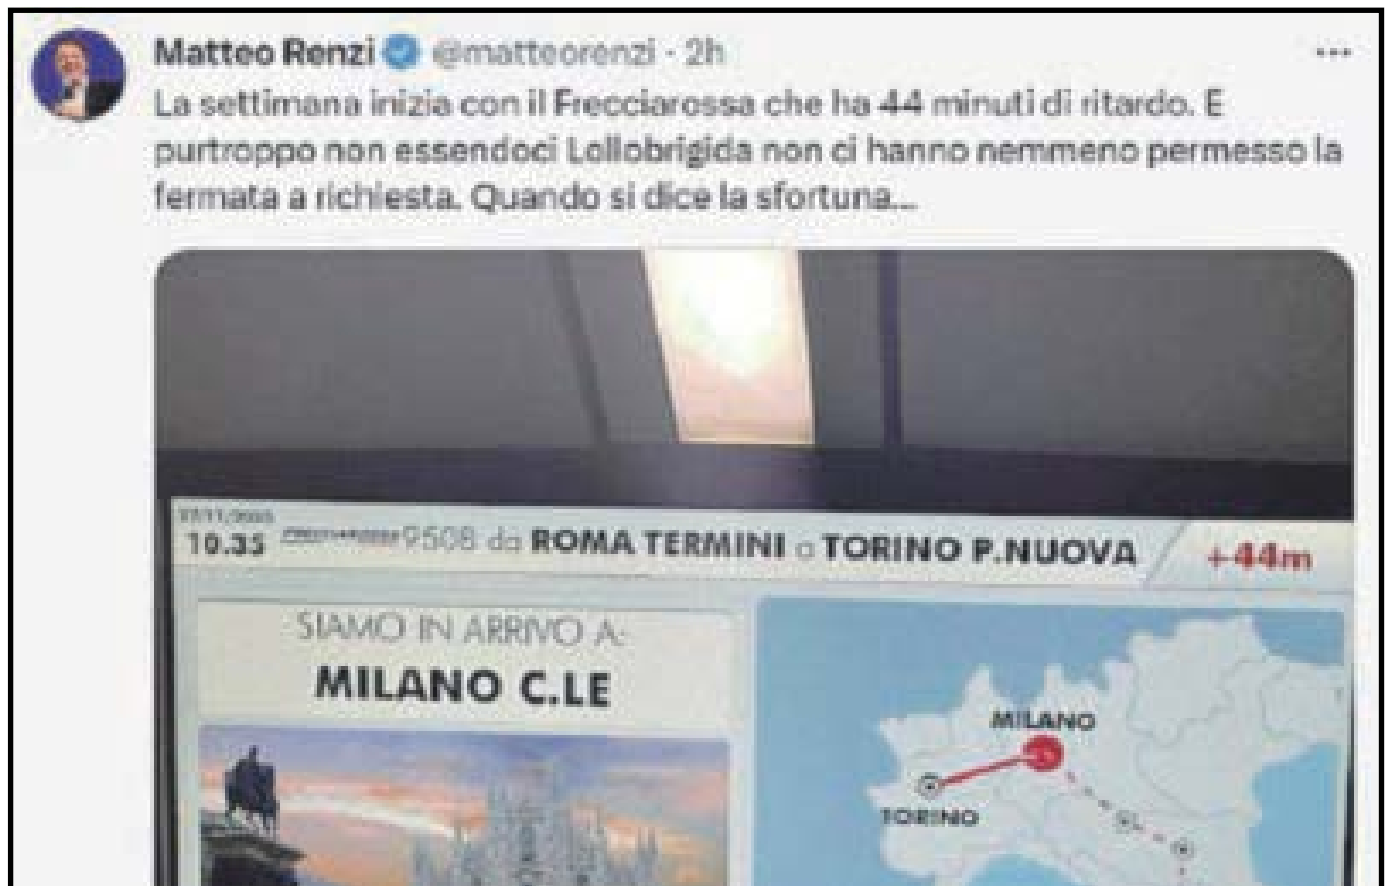 Matteo Renzi @matteorenzi · 2h
La settimana inizia con il Frecciarossa che ha 44 minuti di ritardo. E
purtroppo non essendoci Lollobrigida non ci hanno nemmeno permesso la
fermata a richiesta. Quando si dice la sfortuna...
10.35 9508 da ROMA TERMINI a TORINO P.NUOVA +44m
SIAMO IN ARRIVO A:
MILANO C.LE
MILANO
TORINO